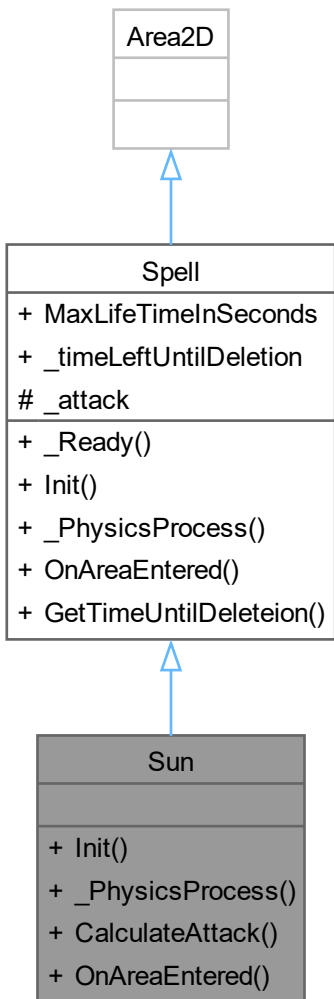 Area2D
Spell
+ MaxLifeTimeInSeconds
+ _timeLeftUntilDeletion
# _attack
+ _Ready()
+ Init()
+ _PhysicsProcess()
+ OnAreaEntered()
+ GetTimeUntilDeleteion()
Sun
+ Init()
+ _PhysicsProcess()
+ CalculateAttack()
+ OnAreaEntered()